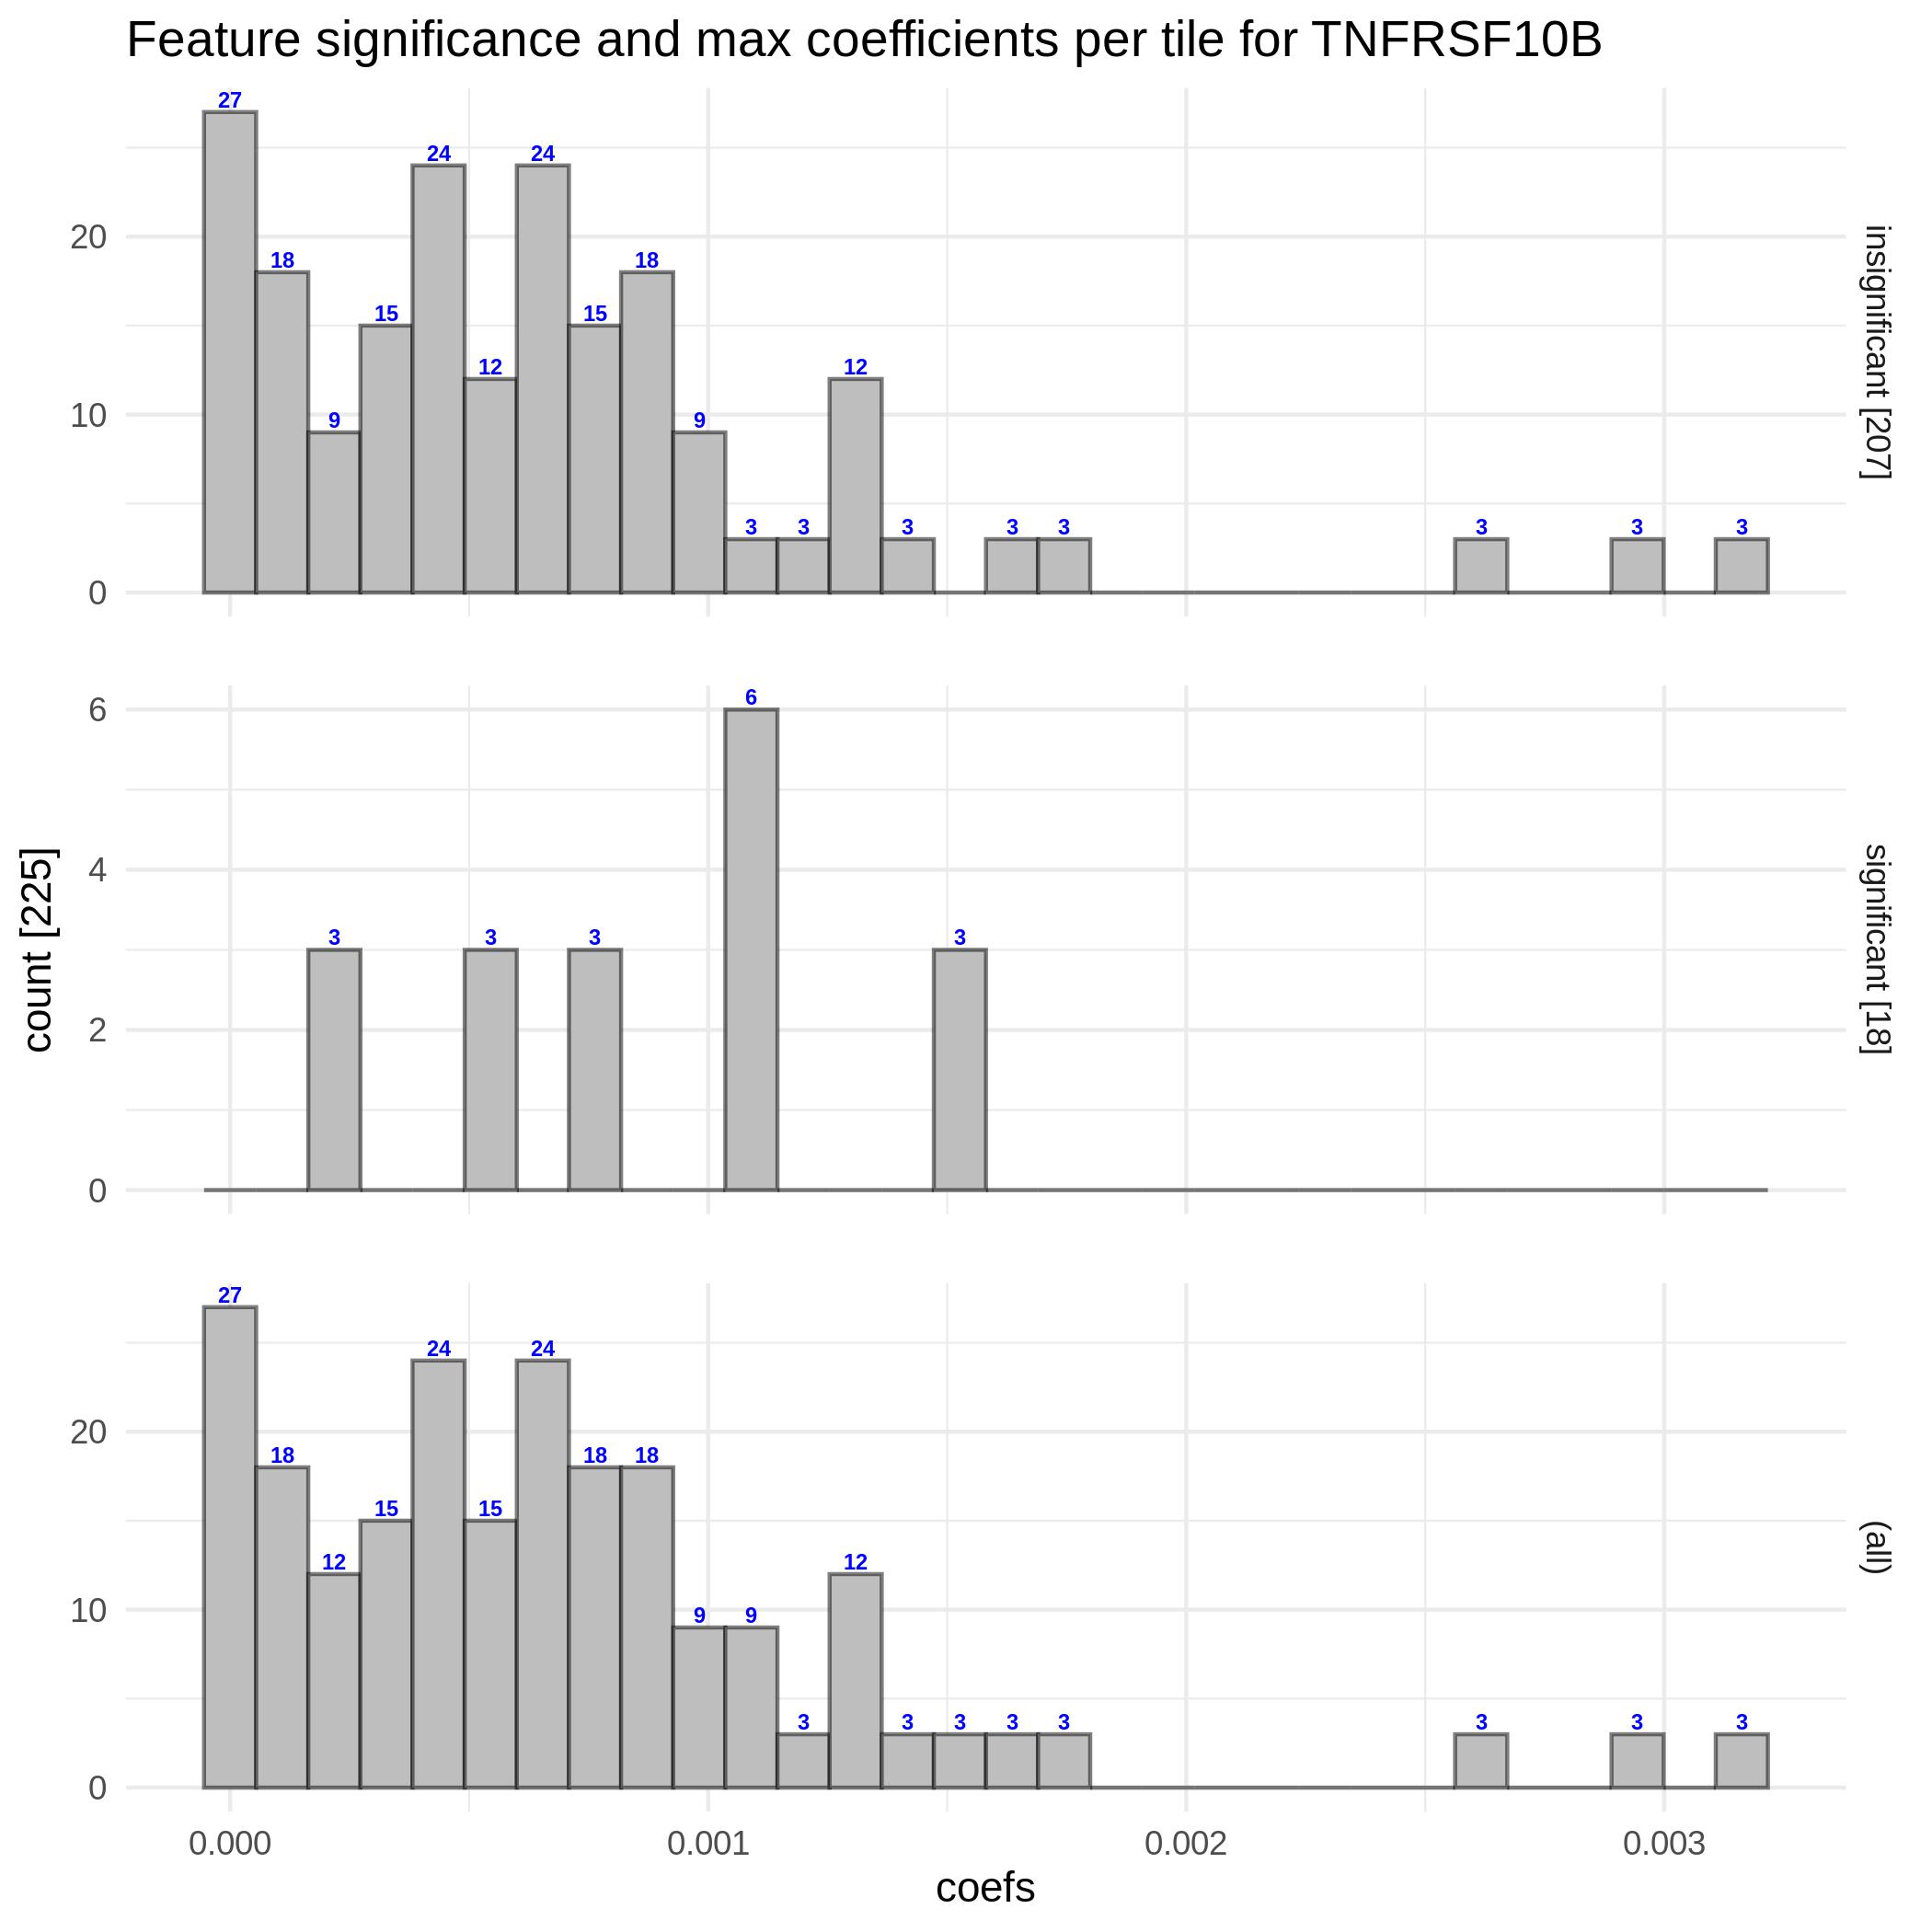 Feature significance and max coefficients per tile for TNFRSF10B
27
24 24
18 18
15 15
12 12
9 9
3 3 3 3 3 3 3 3
20
10
0
insignificant [207]
6
3 3 3 3
6
4
2
0
significant [18]
count [225]
27
24 24
18 18 18
15 15
12 12
9 9
3 3 3 3 3 3 3 3
20
10
0
(all)
0.000 0.001 0.002 0.003
coefs